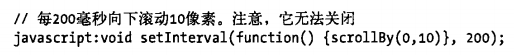 // 每200毫秒向下滚动10像素。注意，它无法关闭
javascript:void setInterval(function() {scrollBy(0,10)}, 200);